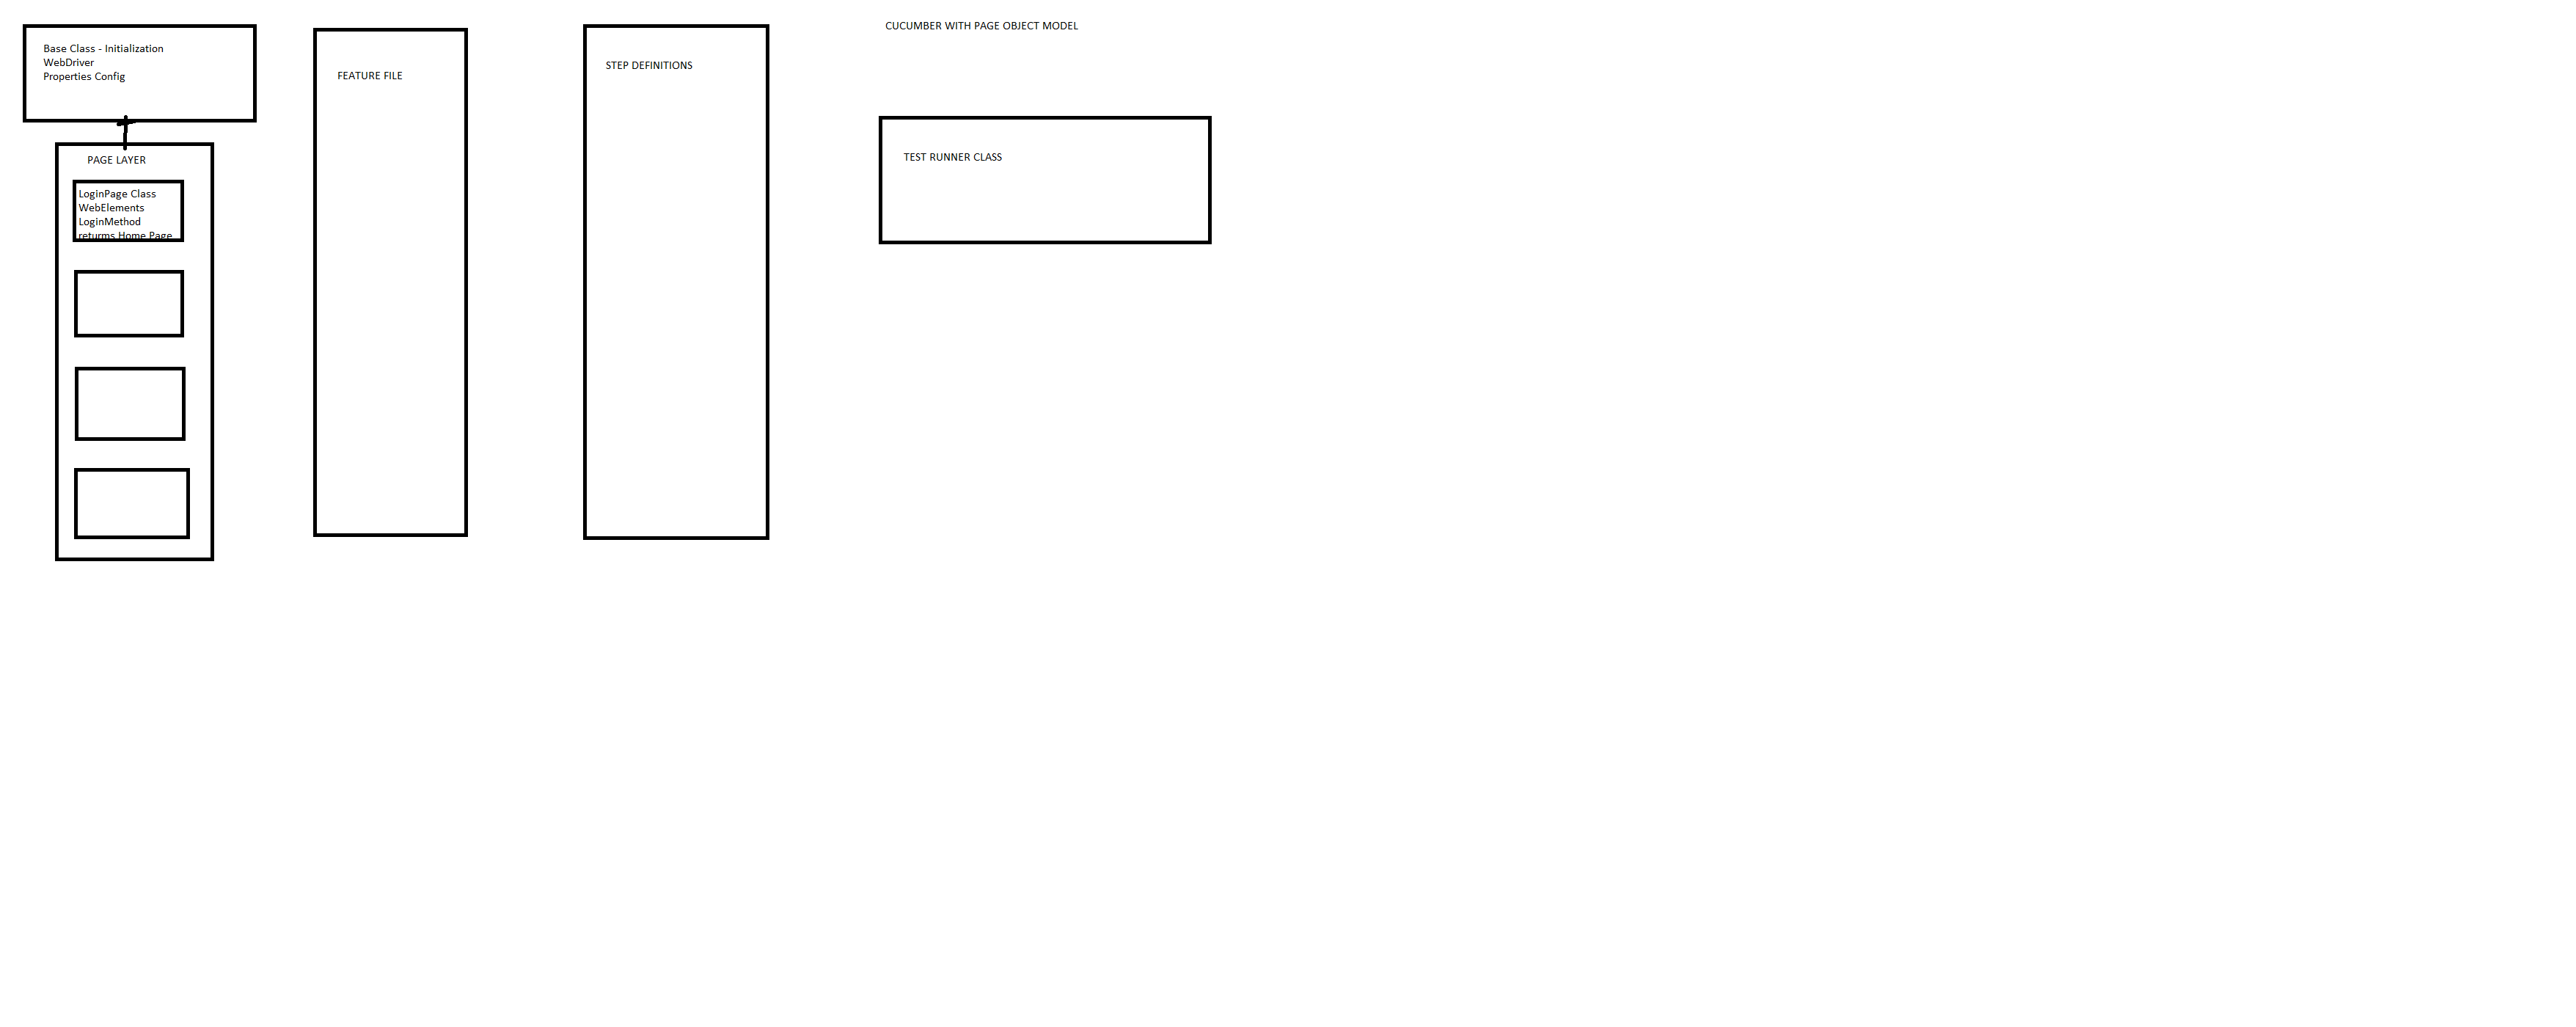 CUCUMBER WITH PAGE OBJECT MODEL
Base Class - Initialization
WebDriver
Properties Config
PAGE LAYER
LoginPage Class
WebElements
LoginMethod
returms Home Page
FEATURE FILE
STEP DEFINITIONS
TEST RUNNER CLASS